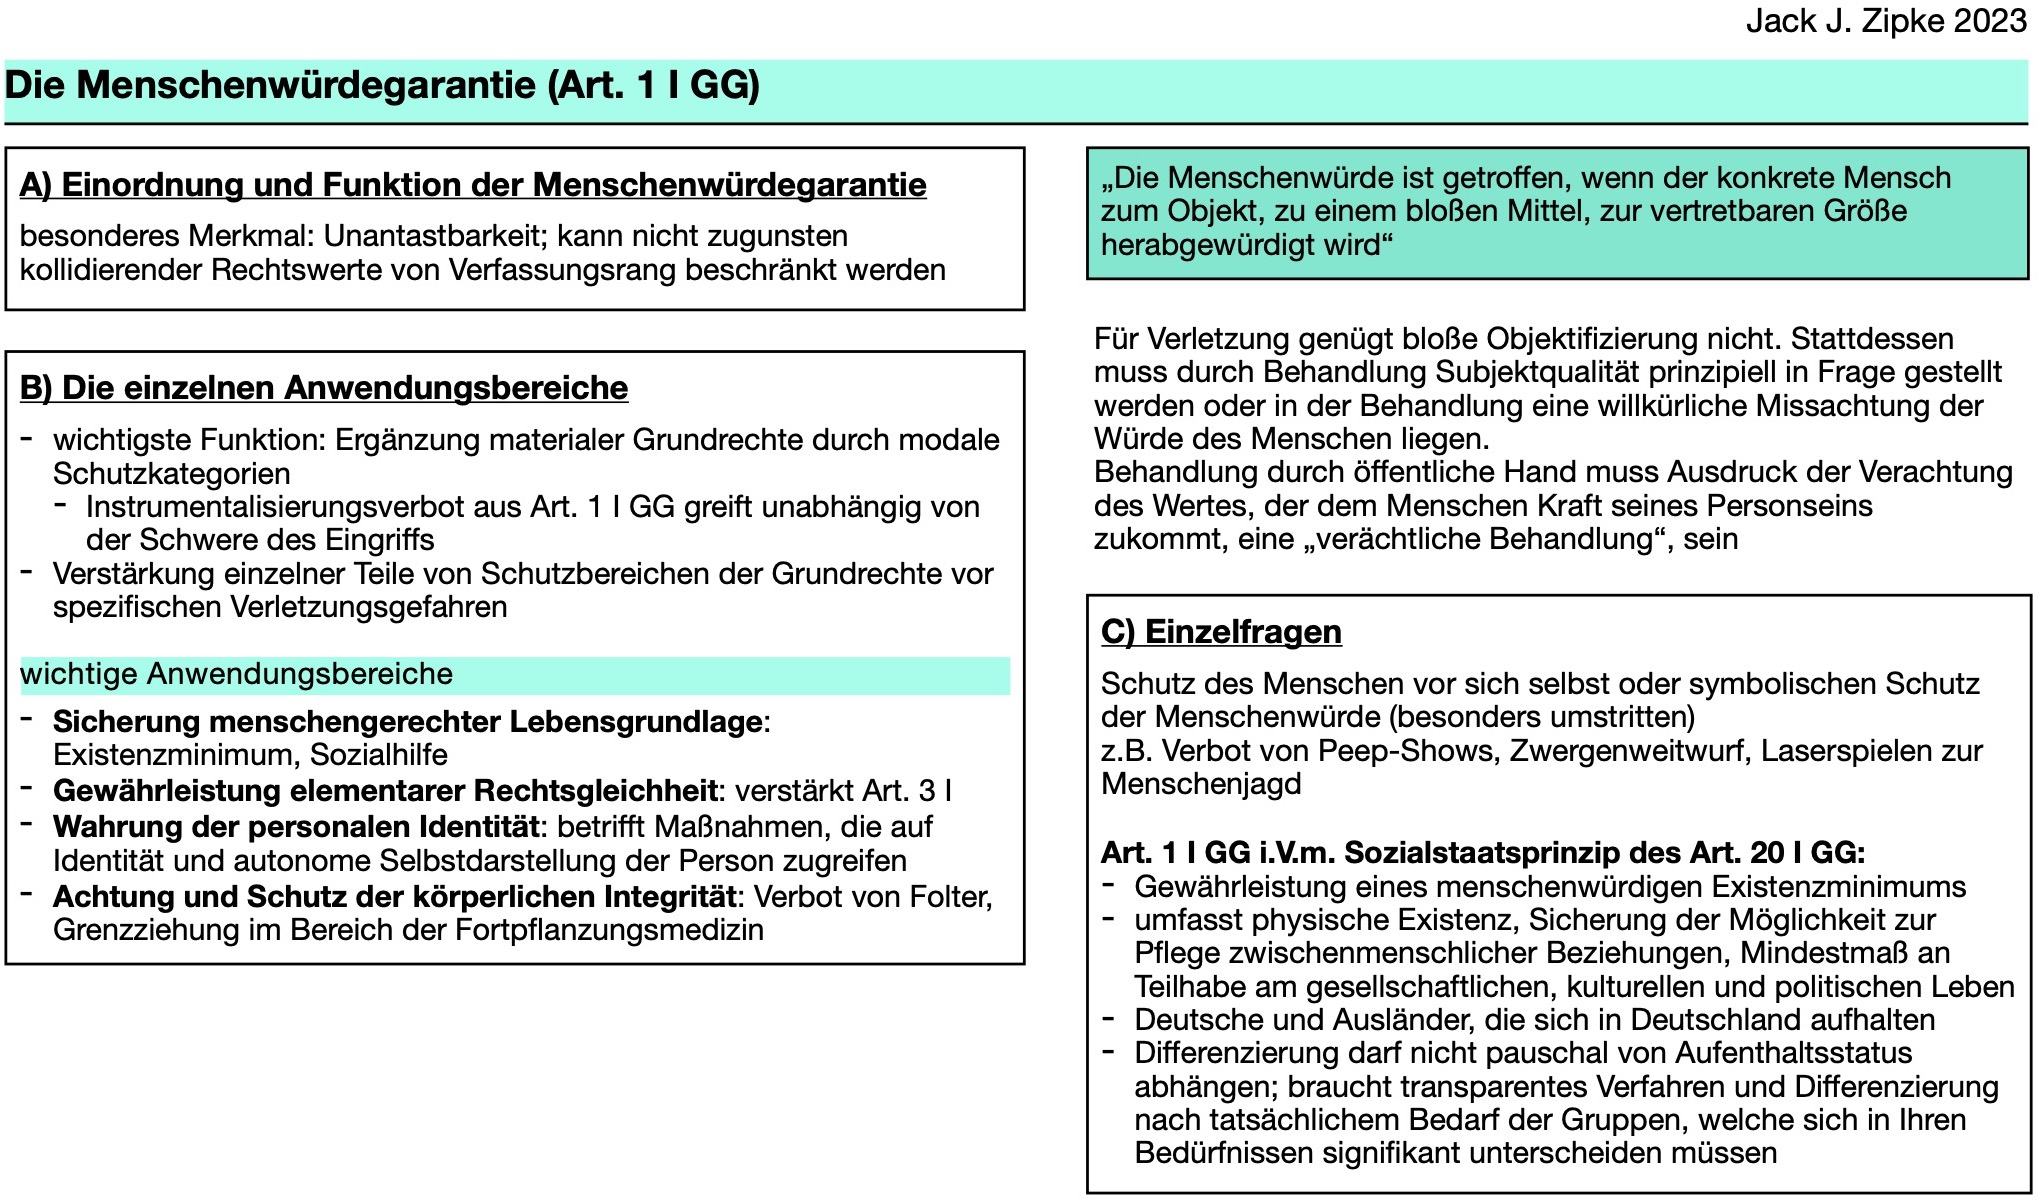 Jack J. Zipke 2023
Die Menschenwürdegarantie (Art. 1 I GG)
A) Einordnung und Funktion der Menschenwürdegarantie
besonderes Merkmal: Unantastbarkeit; kann nicht zugunsten
kollidierender Rechtswerte von Verfassungsrang beschränkt werden
B) Die einzelnen Anwendungsbereiche
- wichtigste Funktion: Ergänzung materialer Grundrechte durch modale
Schutzkategorien
- Instrumentalisierungsverbot aus Art. 1 I GG greift unabhängig von
der Schwere des Eingriffs
- Verstärkung einzelner Teile von Schutzbereichen der Grundrechte vor
spezifischen Verletzungsgefahren
wichtige Anwendungsbereiche
- Sicherung menschengerechter Lebensgrundlage:
Existenzminimum, Sozialhilfe
- Gewährleistung elementarer Rechtsgleichheit: verstärkt Art. 3 I
- Wahrung der personalen Identität: betrifft Maßnahmen, die auf
Identität und autonome Selbstdarstellung der Person zugreifen
- Achtung und Schutz der körperlichen Integrität: Verbot von Folter,
Grenzziehung im Bereich der Fortpflanzungsmedizin
„Die Menschenwürde ist getroffen, wenn der konkrete Mensch
zum Objekt, zu einem bloßen Mittel, zur vertretbaren Größe
herabgewürdigt wird“
Für Verletzung genügt bloße Objektifizierung nicht. Stattdessen
muss durch Behandlung Subjektqualität prinzipiell in Frage gestellt
werden oder in der Behandlung eine willkürliche Missachtung der
Würde des Menschen liegen.
Behandlung durch öffentliche Hand muss Ausdruck der Verachtung
des Wertes, der dem Menschen Kraft seines Personseins
zukommt, eine „verächtliche Behandlung“, sein
C) Einzelfragen
Schutz des Menschen vor sich selbst oder symbolischen Schutz
der Menschenwürde (besonders umstritten)
z.B. Verbot von Peep-Shows, Zwergenweitwurf, Laserspielen zur
Menschenjagd
Art. 1 I GG i.V.m. Sozialstaatsprinzip des Art. 20 I GG:
- Gewährleistung eines menschenwürdigen Existenzminimums
- umfasst physische Existenz, Sicherung der Möglichkeit zur
Pflege zwischenmenschlicher Beziehungen, Mindestmaß an
Teilhabe am gesellschaftlichen, kulturellen und politischen Leben
- Deutsche und Ausländer, die sich in Deutschland aufhalten
- Differenzierung darf nicht pauschal von Aufenthaltsstatus
abhängen; braucht transparentes Verfahren und Differenzierung
nach tatsächlichem Bedarf der Gruppen, welche sich in Ihren
Bedürfnissen signifikant unterscheiden müssen